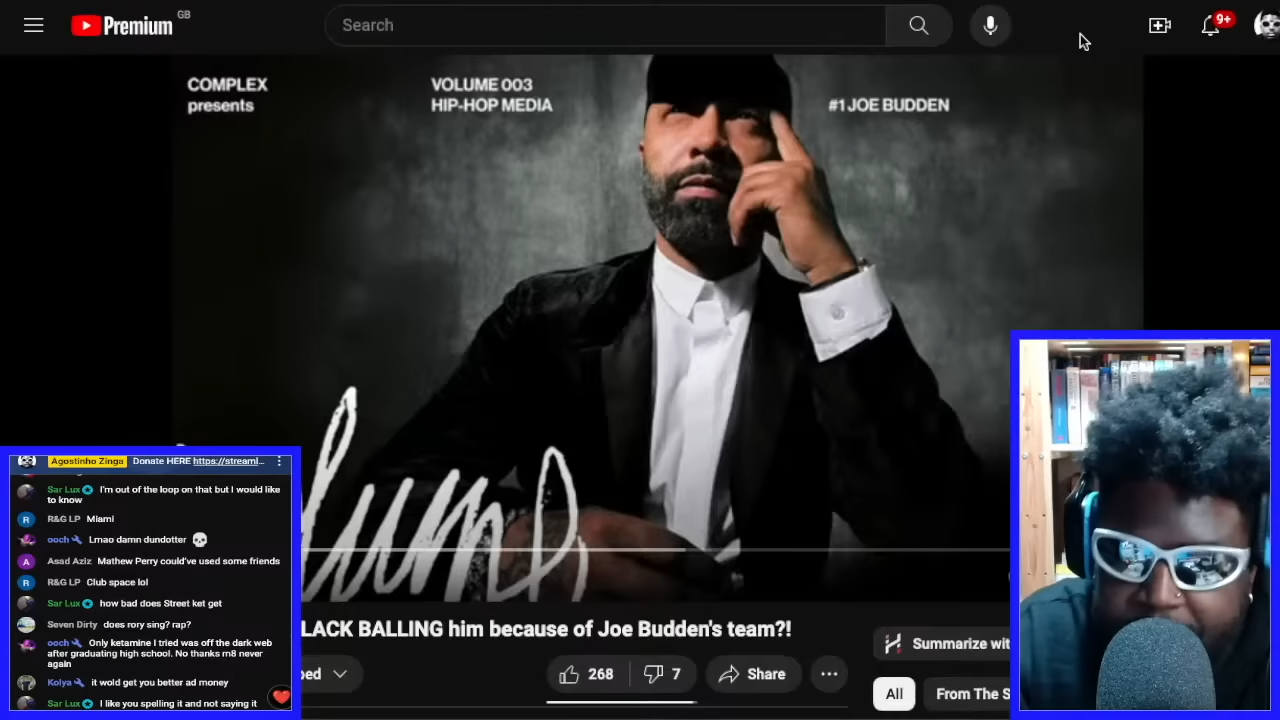 Premium GB
Search
9+
COMPLEX
presents
VOLUME 003
HIP-HOP MEDIA
#1 JOE BUDDEN
LACK BALLING him because of Joe Budden's team?!
268
7
Share
Summarize wit
All
From The S
Agostinho Zinga Donate HERE https://streaml...
Sar Lux I'm out of the loop on that but I would like
to know
R R&G LP Miami
ooch Lmao damn dundotter 💀
A Asad Aziz Mathew Perry could've used some friends
R R&G LP Club space lol
Sar Lux how bad does Street ket get
Seven Dirty does rory sing? rap?
ooch Only ketamine I tried was off the dark web
after graduating high school. No thanks m8 never
again
Kolya it wold get you better ad money
Sar Lux I like you spelling it and not saying it